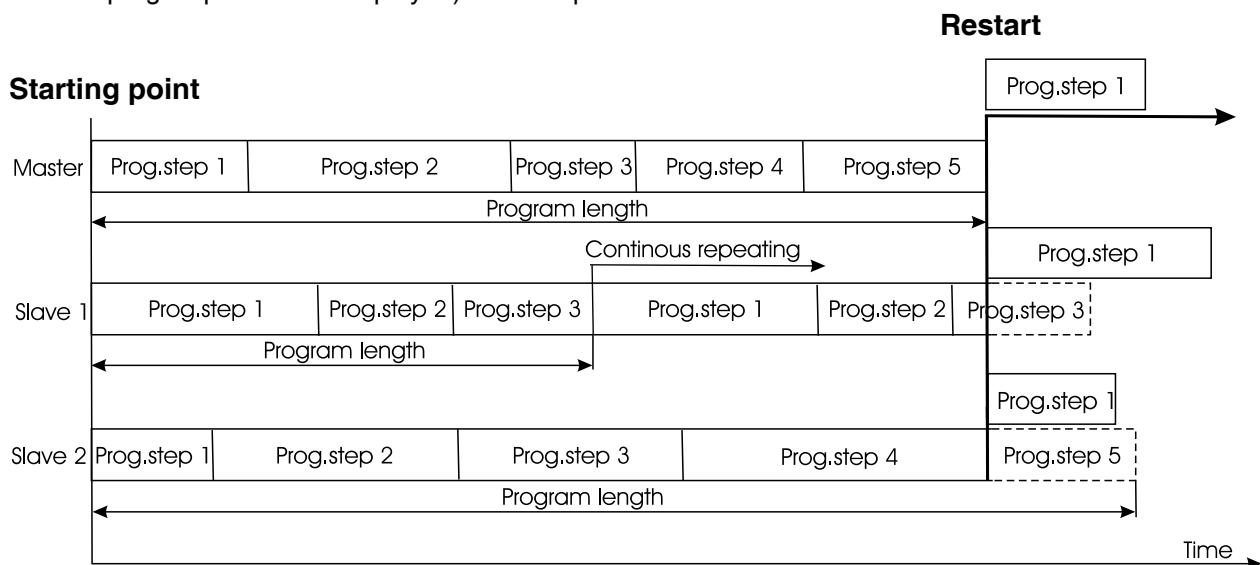 Restart
Prog.step 1
Starting point
Master Prog.step 1 Prog.step 2 Prog.step 3 Prog.step 4 Prog.step 5
Program length
Continous repeating
Prog.step 1
Slave 1 Prog.step 1 Prog.step 2 Prog.step 3 Prog.step 1 Prog.step 2 Prog.step 3
Program length
Prog.step 1
Slave 2 Prog.step 1 Prog.step 2 Prog.step 3 Prog.step 4 Prog.step 5
Program length
Time